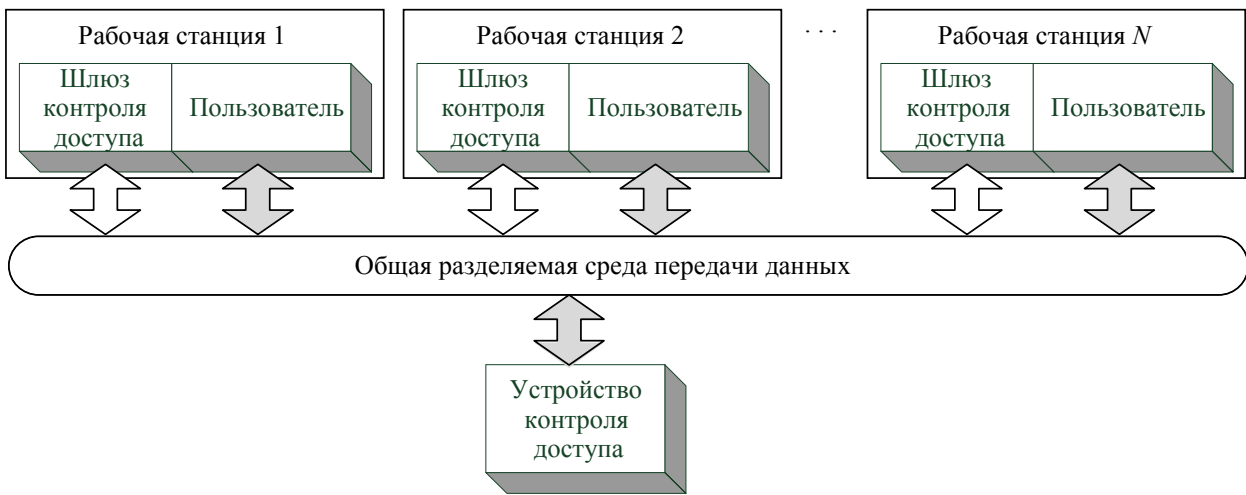 Рабочая станция 1
Шлюз
контроля
доступа
Пользователь
Рабочая станция 2
Шлюз
контроля
доступа
Пользователь
. . .
Рабочая станция N
Шлюз
контроля
доступа
Пользователь
Общая разделяемая среда передачи данных
Устройство
контроля
доступа